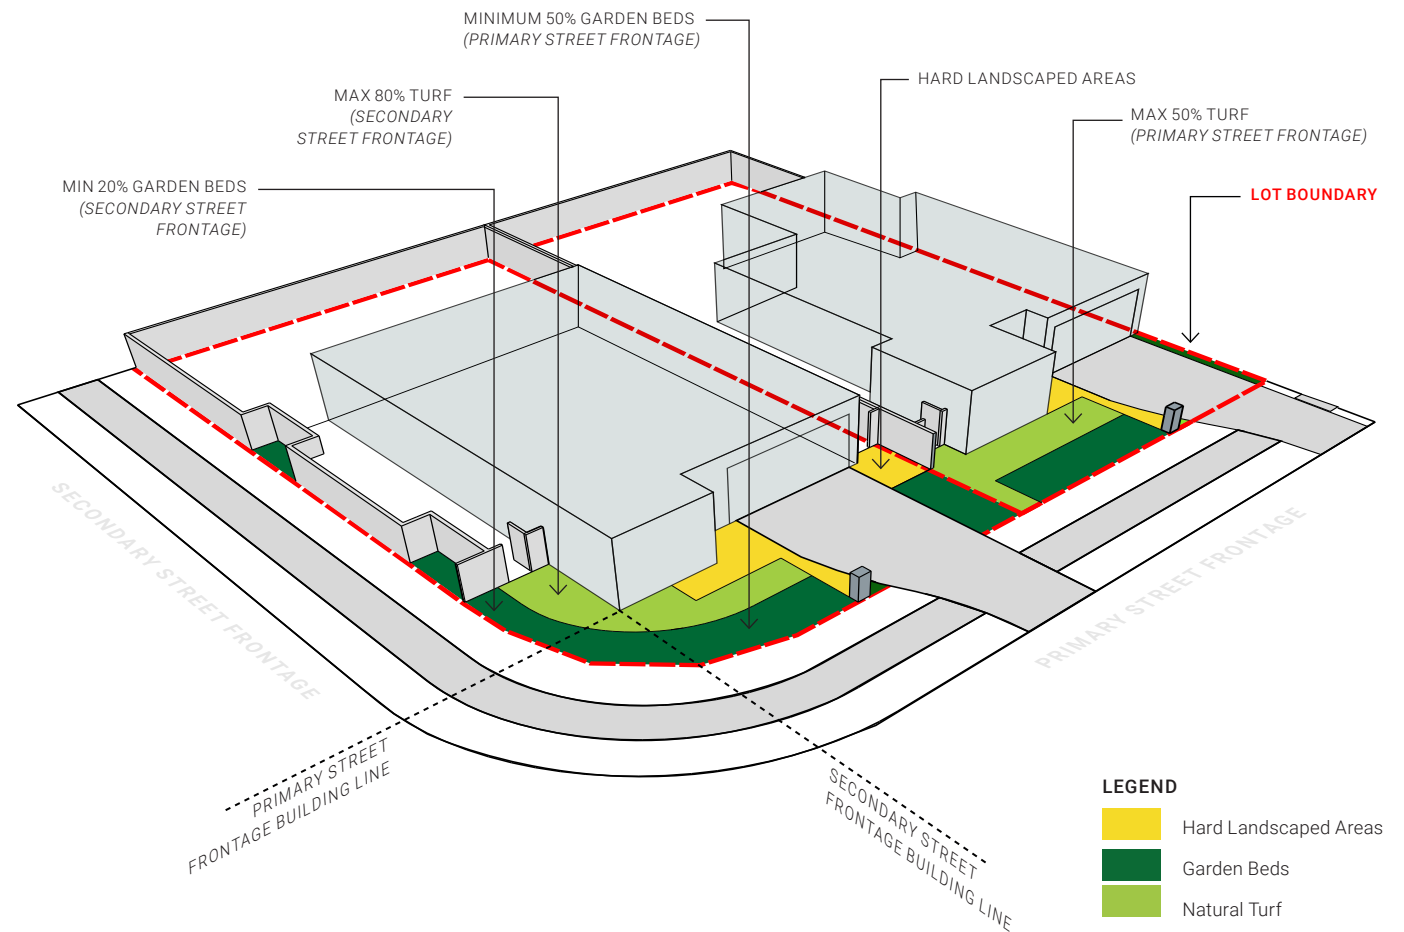 MINIMUM 50% GARDEN BEDS
(PRIMARY STREET FRONTAGE)
HARD LANDSCAPED AREAS
MAX 80% TURF
(SECONDARY
STREET FRONTAGE)
MAX 50% TURF
(PRIMARY STREET FRONTAGE)
MIN 20% GARDEN BEDS
(SECONDARY STREET
FRONTAGE)
LOT BOUNDARY
SECONDARY STREET FRONTAGE
PRIMARY STREET FRONTAGE
PRIMARY STREET
FRONTAGE BUILDING LINE
SECONDARY STREET
FRONTAGE BUILDING LINE
LEGEND
Hard Landscaped Areas
Garden Beds
Natural Turf